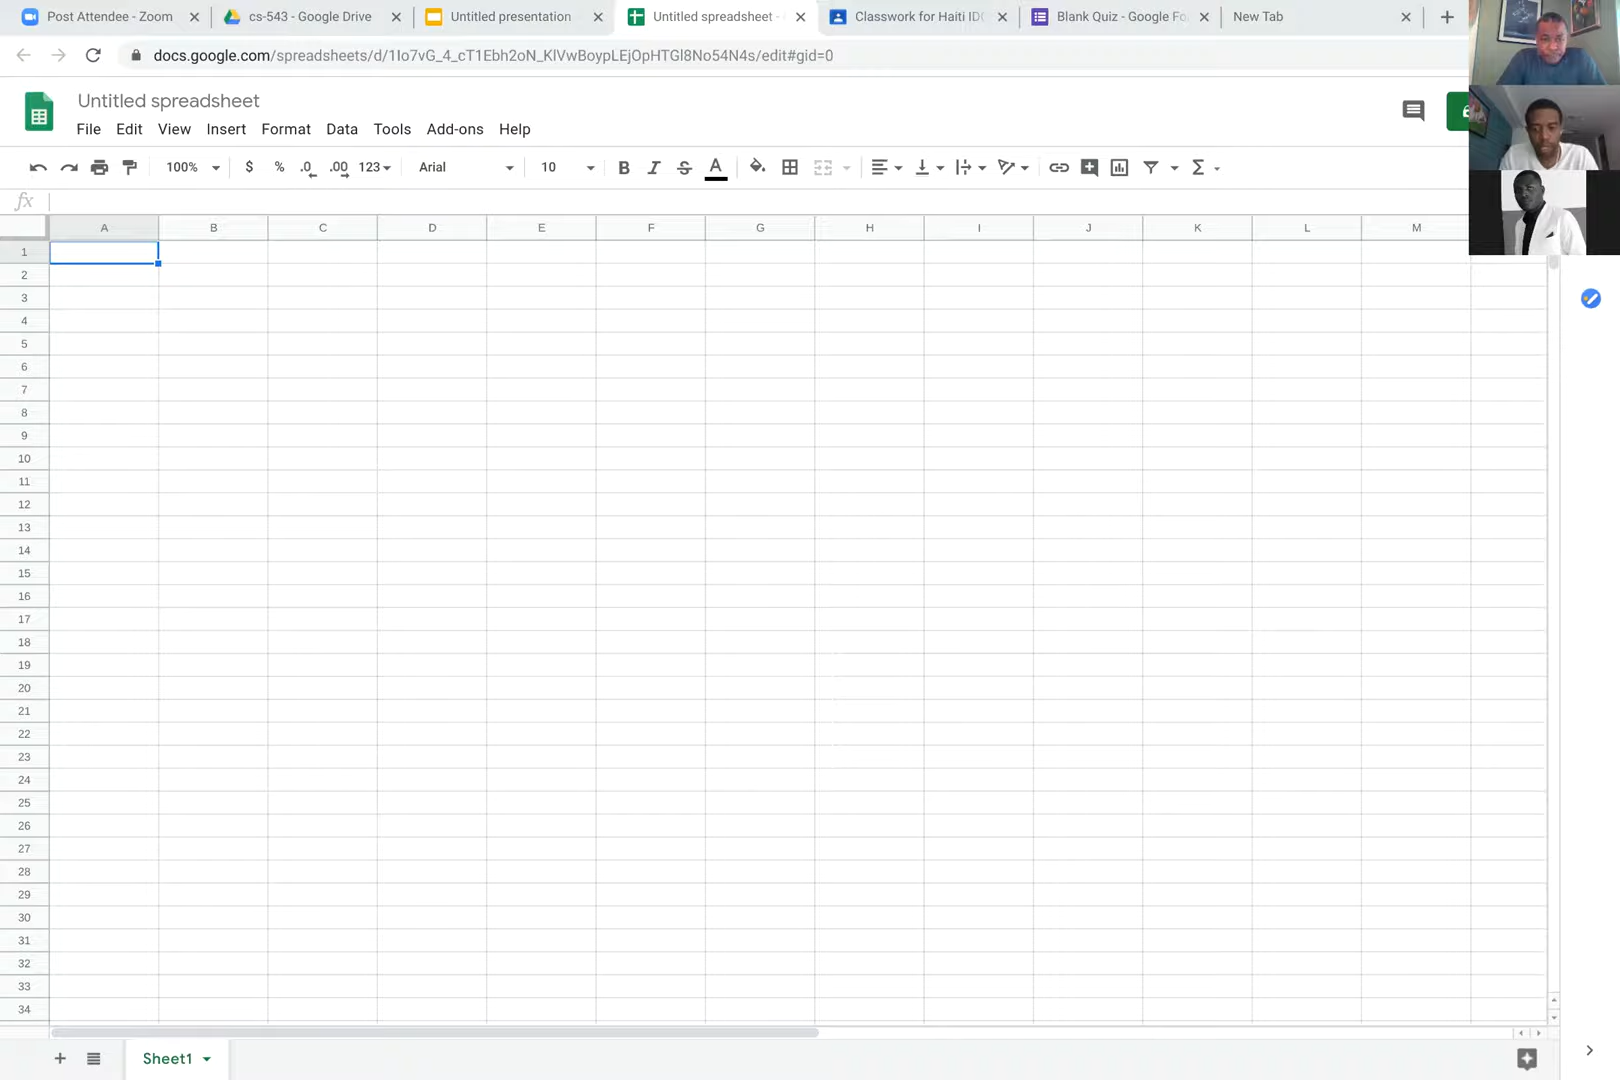 Post Attendee - Zoom
cs-543 - Google Drive
Untitled presentation
Untitled spreadsheet -
Classwork for Haiti ID
Blank Quiz - Google Fo
New Tab
docs.google.com/spreadsheets/d/1Io7vG_4_cT1Ebh2oN_KlVwBoypLEjOpHTGl8No54N4s/edit#gid=0
Untitled spreadsheet
File Edit View Insert Format Data Tools Add-ons Help
100% $ % .0 .00 123 Arial 10 B I S A Σ
fx
A B C D E F G H I J K L M
1
2
3
4
5
6
7
8
9
10
11
12
13
14
15
16
17
18
19
20
21
22
23
24
25
26
27
28
29
30
31
32
33
34
Sheet1